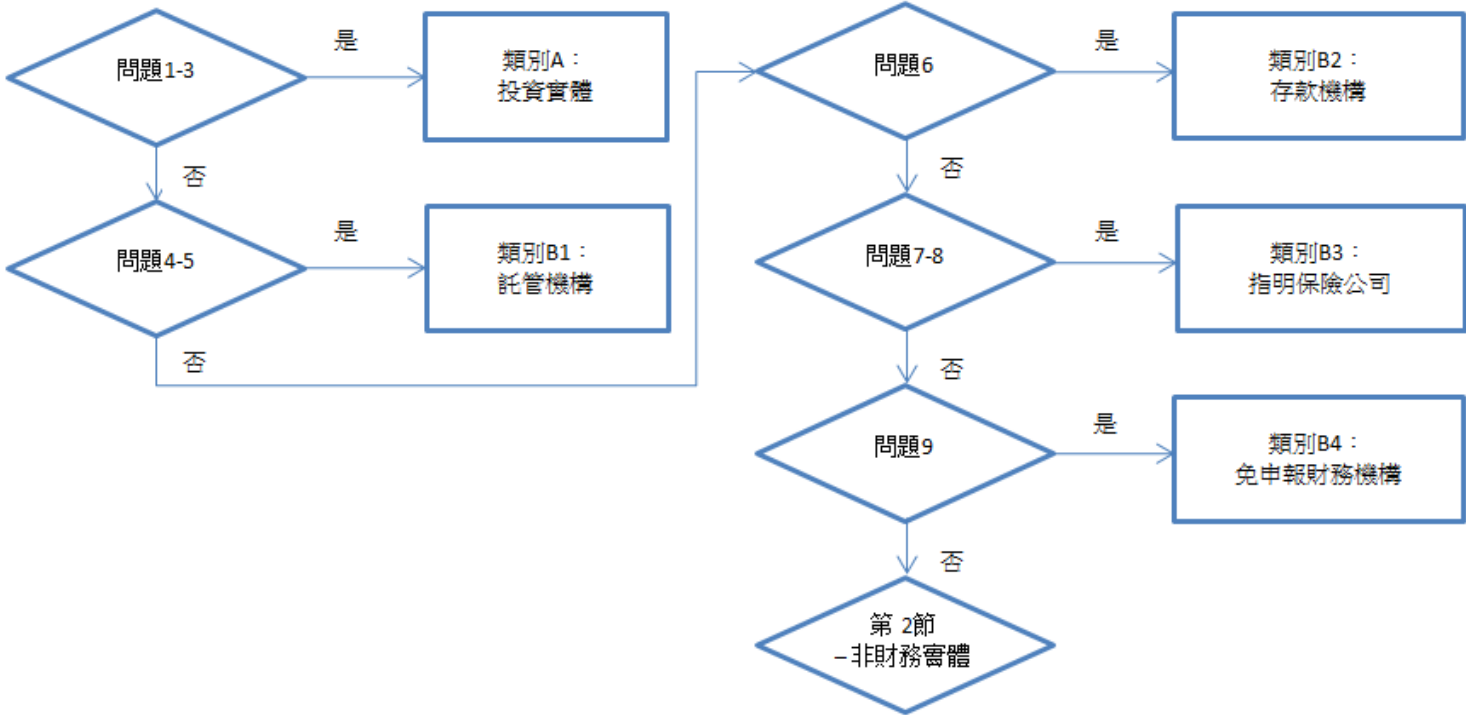 問題1-3
是
類別A：
投資實體
否
問題4-5
是
類別B1：
託管機構
否
問題6
是
類別B2：
存款機構
否
問題7-8
是
類別B3：
指明保險公司
否
問題9
是
類別B4：
免申報財務機構
否
第 2節
–非財務實體